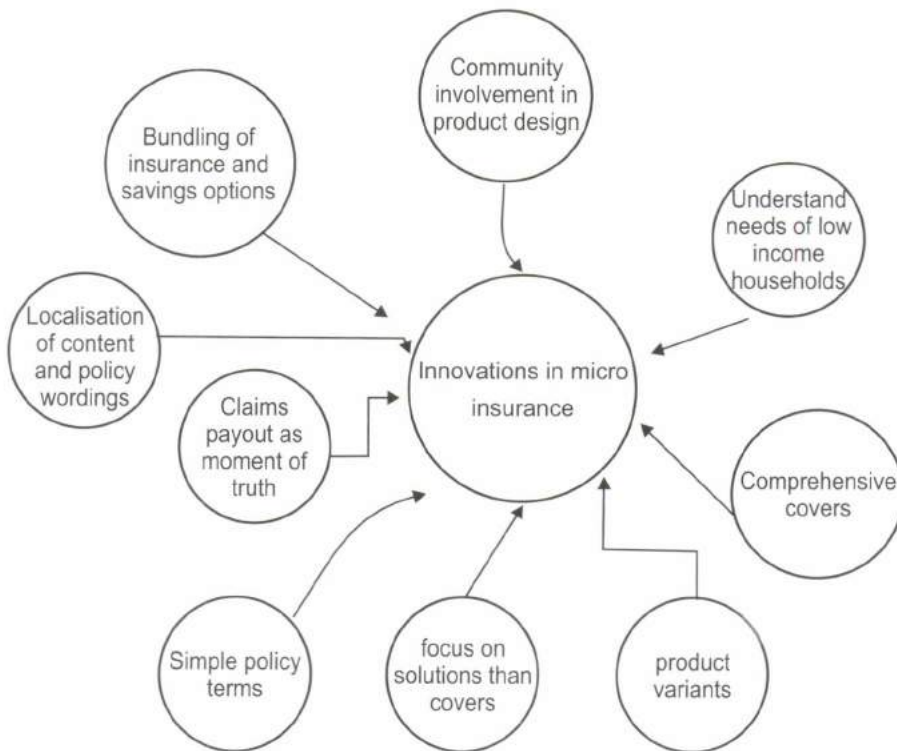 Community
involvement in
product design
Bundling of
insurance and
savings options
Understand
needs of low
income
households
Localisation
of content
and policy
wordings
Innovations in micro
insurance
Claims
payout as
moment of
truth
Comprehensive
covers
Simple policy
terms
focus on
solutions than
covers
product
variants